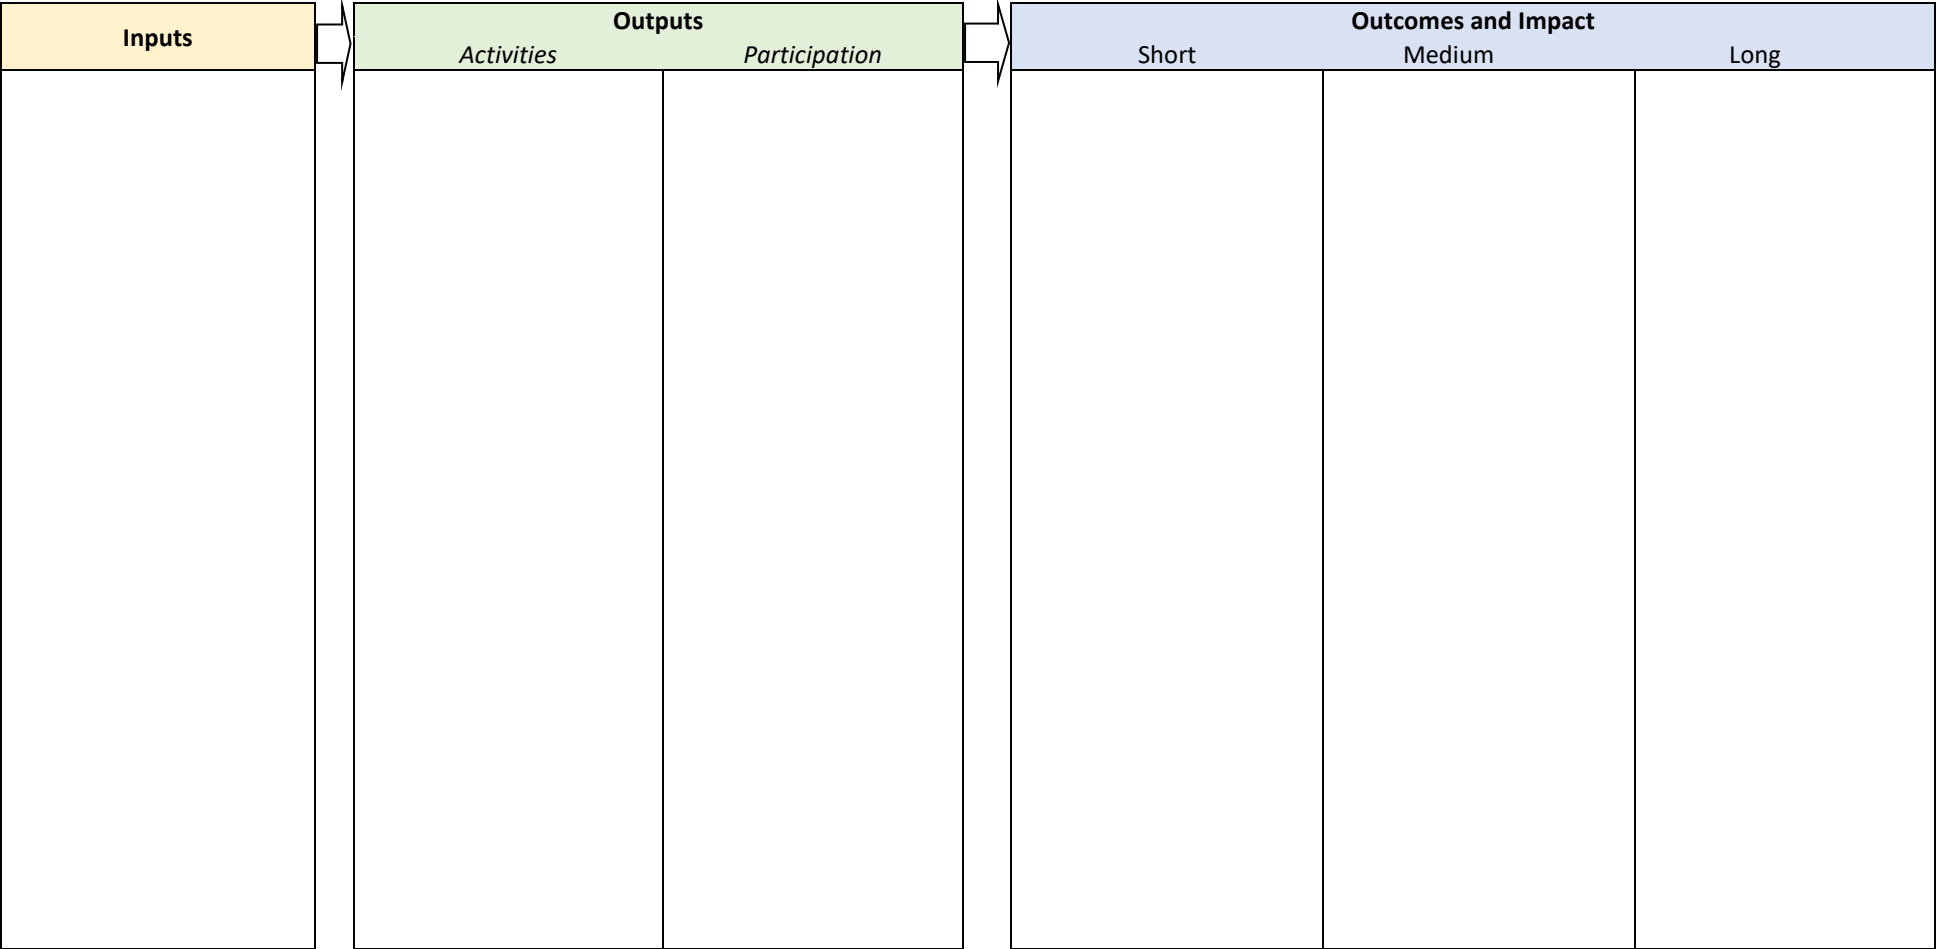 Inputs
Outputs
Activities Participation
Outcomes and Impact
Short Medium Long